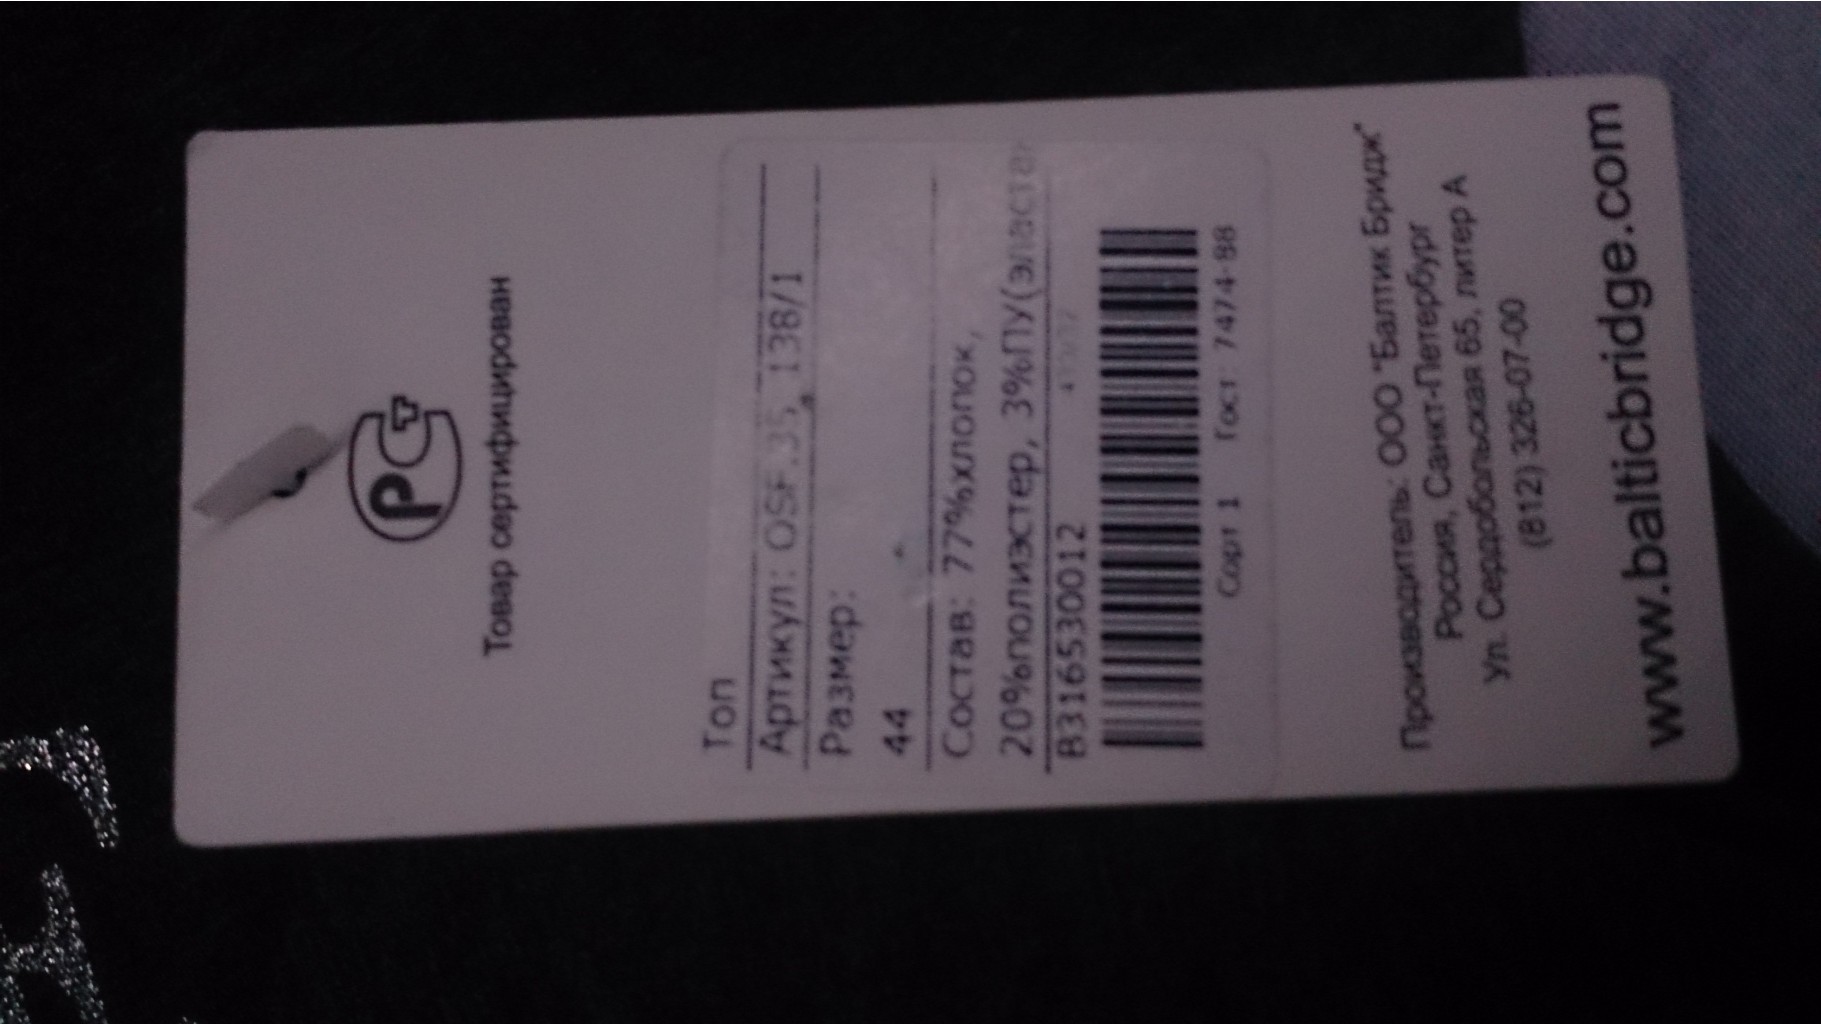 Товар сертифицирован
Топ
Артикул: OSF.35_138/1
Размер:
44
Состав: 77%хлопок,
20%полиэстер, 3%ПУ(эласта
B316530012
Сорт 1 Гост: 7474-88
Производитель: ООО "Балтик Бридж"
Россия, Санкт-Петербург
Ул. Сердобольская 65, литер А
(812) 326-07-00
www.balticbridge.com